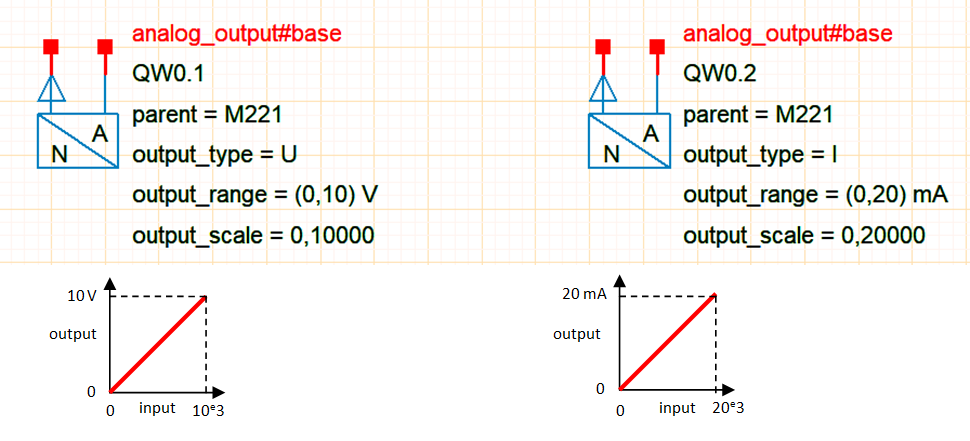 analog_output#base
QW0.1
parent = M221
output_type = U
output_range = (0,10) V
output_scale = 0,10000
A
N
analog_output#base
QW0.2
parent = M221
output_type = I
output_range = (0,20) mA
output_scale = 0,20000
A
N
10V
output
0
0 input 10ᵉ3
20 mA
output
0
0 input 20ᵉ3